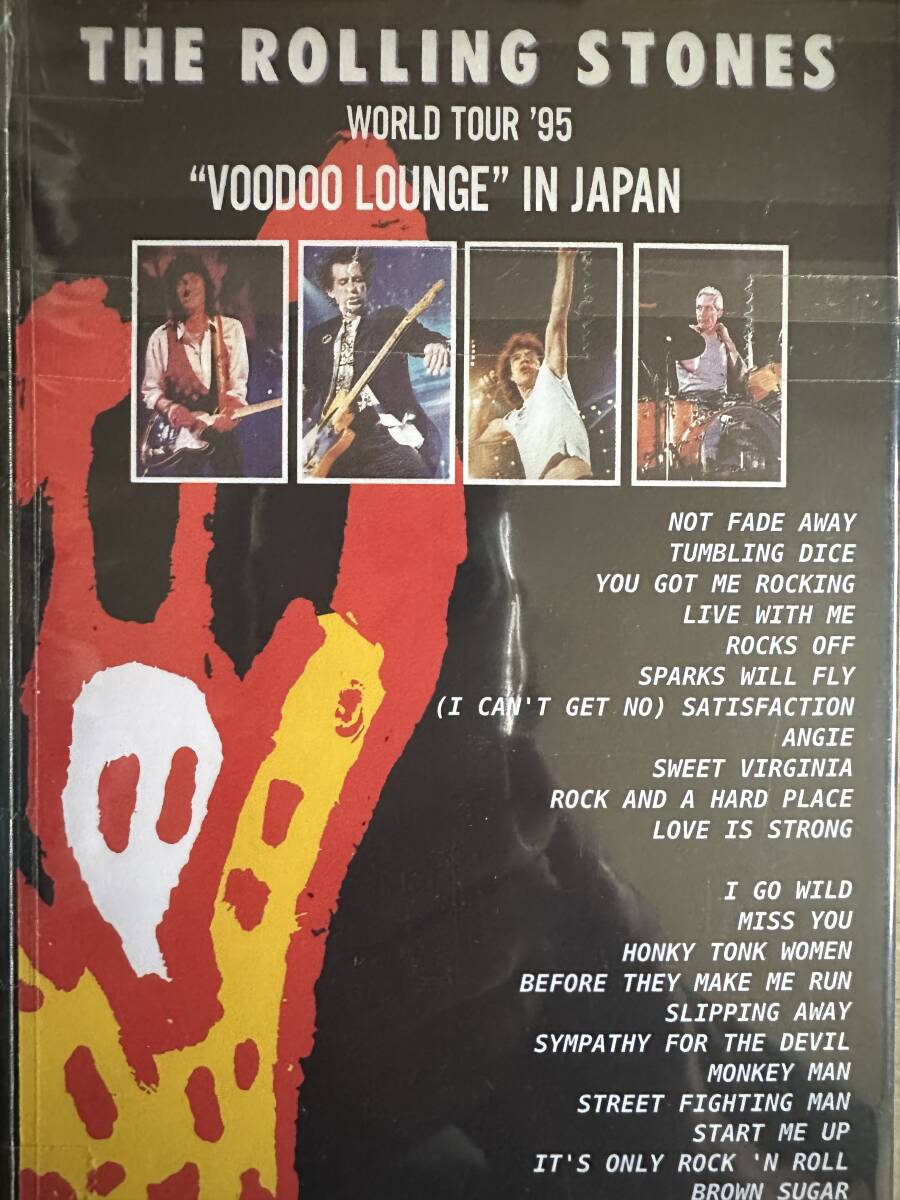 THE ROLLING STONES
WORLD TOUR '95
“VOODOO LOUNGE” IN JAPAN
NOT FADE AWAY
TUMBLING DICE
YOU GOT ME ROCKING
LIVE WITH ME
ROCKS OFF
SPARKS WILL FLY
(I CAN'T GET NO) SATISFACTION
ANGIE
SWEET VIRGINIA
ROCK AND A HARD PLACE
LOVE IS STRONG
I GO WILD
MISS YOU
HONKY TONK WOMEN
BEFORE THEY MAKE ME RUN
SLIPPING AWAY
SYMPATHY FOR THE DEVIL
MONKEY MAN
STREET FIGHTING MAN
START ME UP
IT'S ONLY ROCK 'N ROLL
BROWN SUGAR